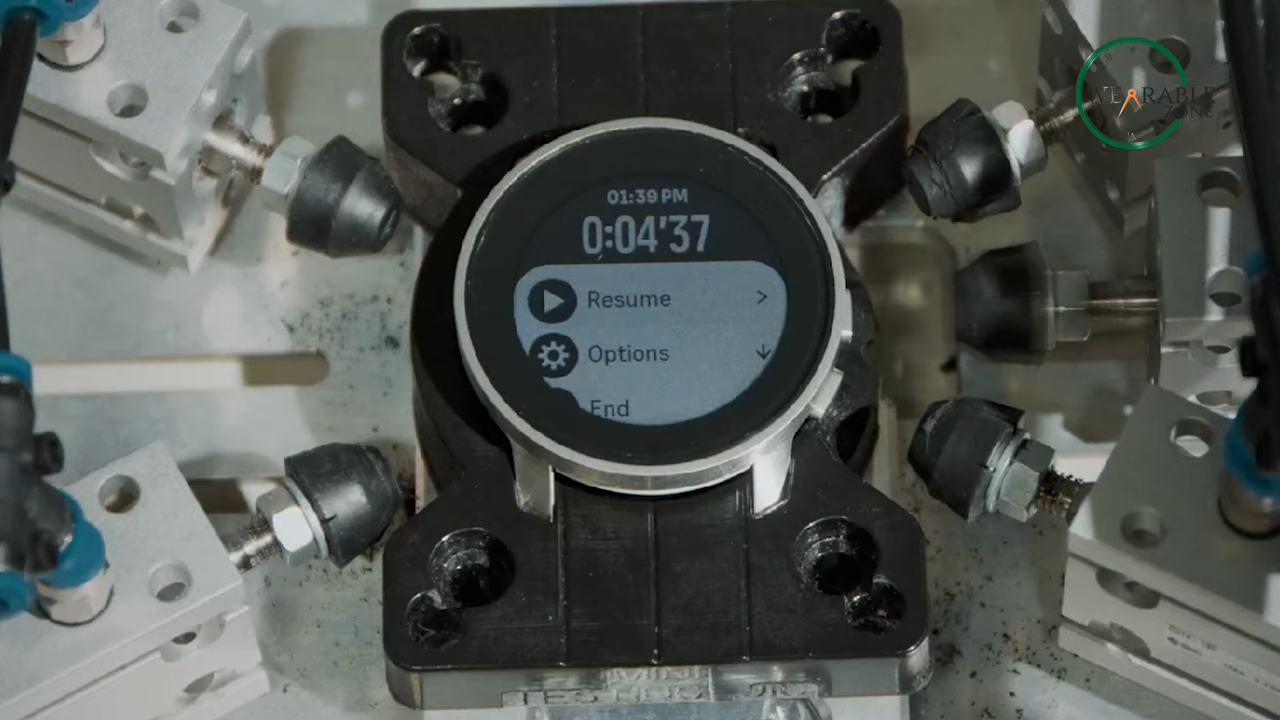 WEARABLE
ZONE
01:39 PM
0:04'37
Resume >
Options
End